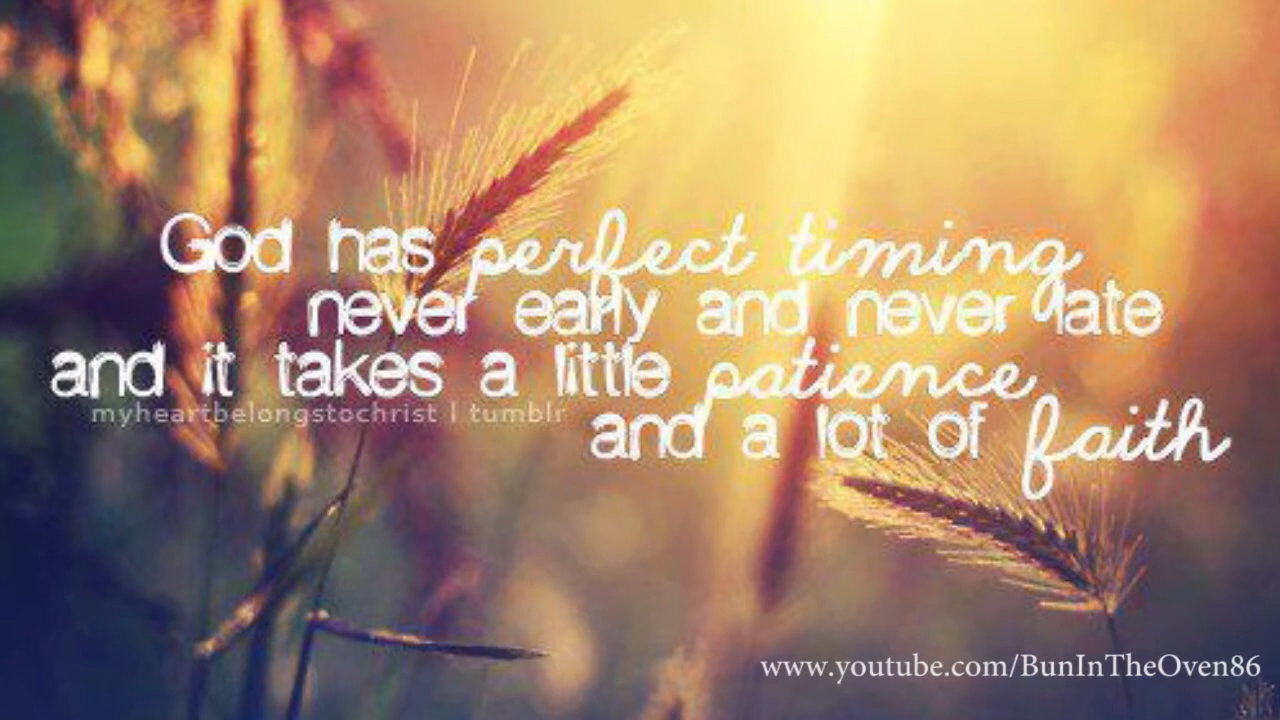 God has perfect timing
never early and never late
and it takes a little patience
myheartbelongstochrist | tumblr
and a lot of faith
www.youtube.com/BunInTheOven86